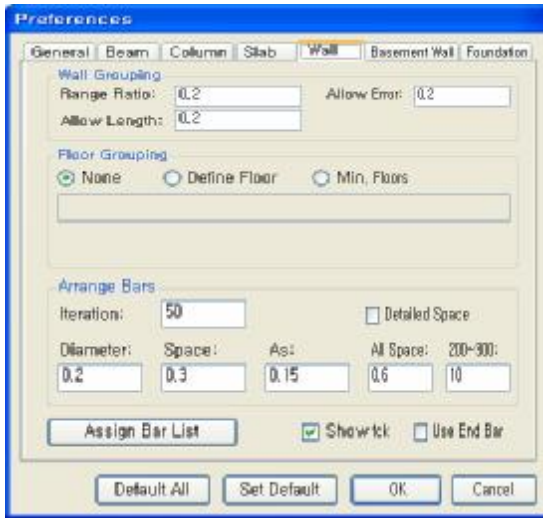 Preferences
General Beam Column Slab Wall Basement Wall Foundation
Wall Grouping
Range Ratio: 0.2 Allow Error: 0.2
Allow Length: 0.2
Floor Grouping
None Define Floor Min, Floors
Arrange Bars
Iteration: 50 Detailed Space
Diameter: Space: As: All Space: 200~300:
0.2 0.3 0.15 0.6 10
Assign Bar List Show fck Use End Bar
Default All Set Default OK Cancel